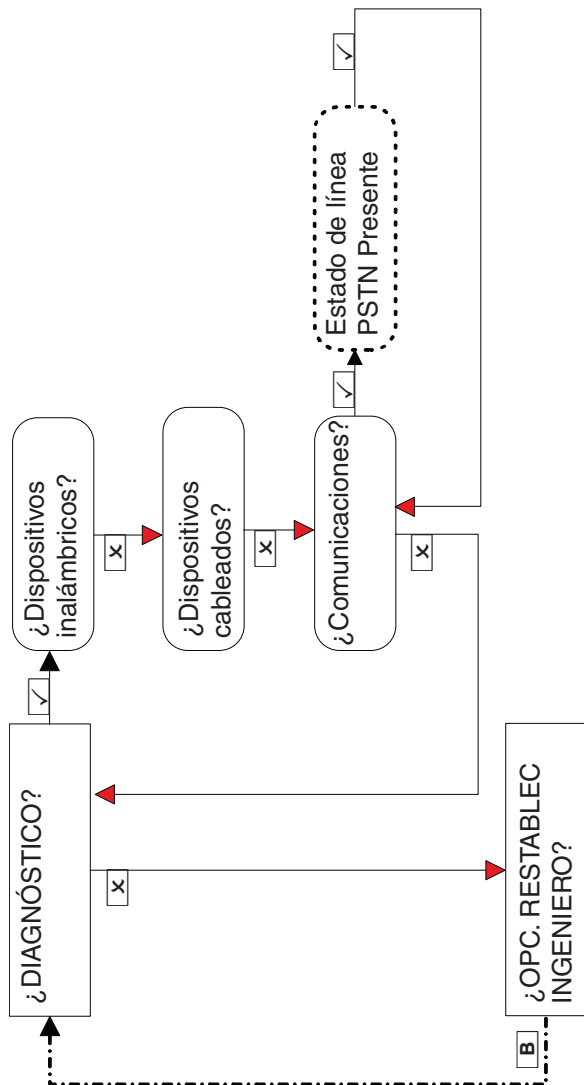 ¿DIAGNÓSTICO?
✓
¿Dispositivos
inalámbricos?
x
¿Dispositivos
cableados?
x
¿Comunicaciones?
✓
Estado de línea
PSTN Presente
✓
x
x
¿OPC. RESTABLEC
INGENIERO?
B